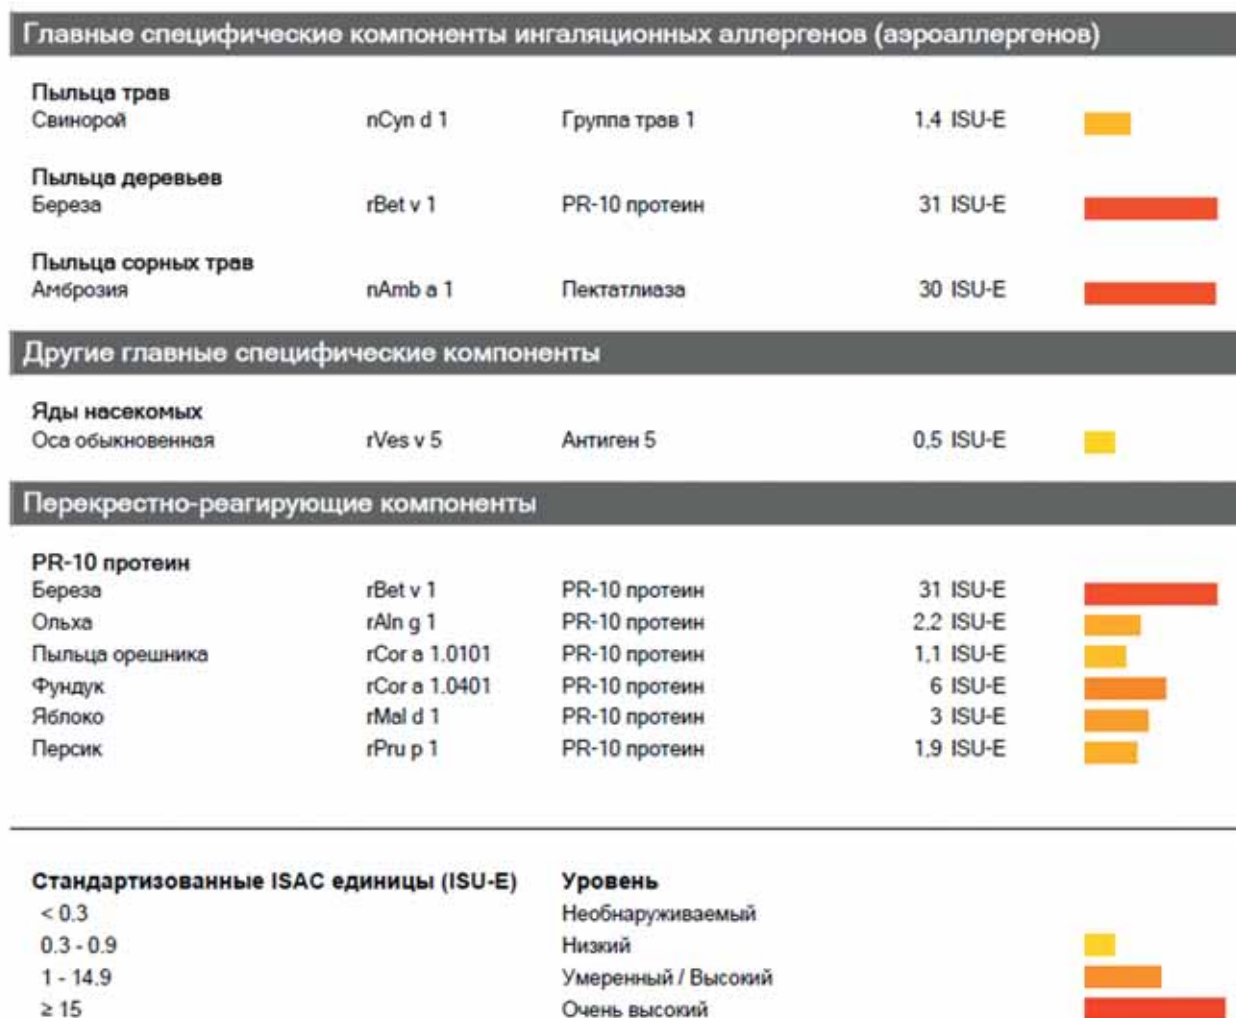 Главные специфические компоненты ингаляционных аллергенов (аэроаллергенов)
Пыльца трав
Свинорой nCyn d 1 Группа трав 1 1,4 ISU-E
Пыльца деревьев
Береза rBet v 1 PR-10 протеин 31 ISU-E
Пыльца сорных трав
Амброзия nAmb a 1 Пектатлиаза 30 ISU-E
Другие главные специфические компоненты
Яды насекомых
Оса обыкновенная rVes v 5 Антиген 5 0,5 ISU-E
Перекрестно-реагирующие компоненты
PR-10 протеин
Береза rBet v 1 PR-10 протеин 31 ISU-E
Ольха rAln g 1 PR-10 протеин 2,2 ISU-E
Пыльца орешника rCor a 1.0101 PR-10 протеин 1,1 ISU-E
Фундук rCor a 1.0401 PR-10 протеин 6 ISU-E
Яблоко rMal d 1 PR-10 протеин 3 ISU-E
Персик rPru p 1 PR-10 протеин 1,9 ISU-E
Стандартизованные ISAC единицы (ISU-E) Уровень
< 0.3 Необнаруживаемый
0.3 - 0.9 Низкий
1 - 14.9 Умеренный / Высокий
≥ 15 Очень высокий